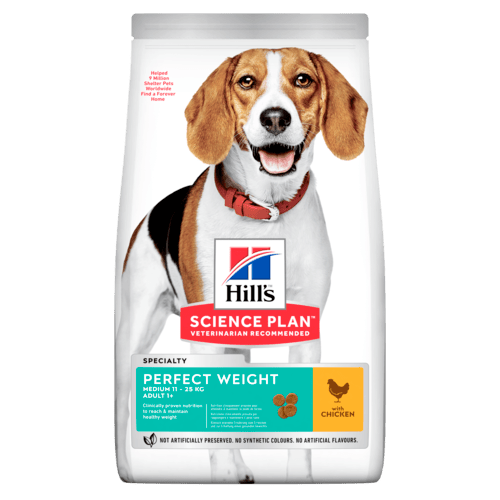 Helped
9 Million
Shelter Pets
Worldwide
Find a Forever
Home
Hill's
SCIENCE PLAN™
VETERINARIAN RECOMMENDED
SPECIALTY
PERFECT WEIGHT
MEDIUM 11 - 25 KG
ADULT 1+
Clinically proven nutrition
to reach & maintain
healthy weight
with
CHICKEN
NOT ARTIFICIALLY PRESERVED. NO SYNTHETIC COLOURS. NO ARTIFICIAL FLAVOURS.